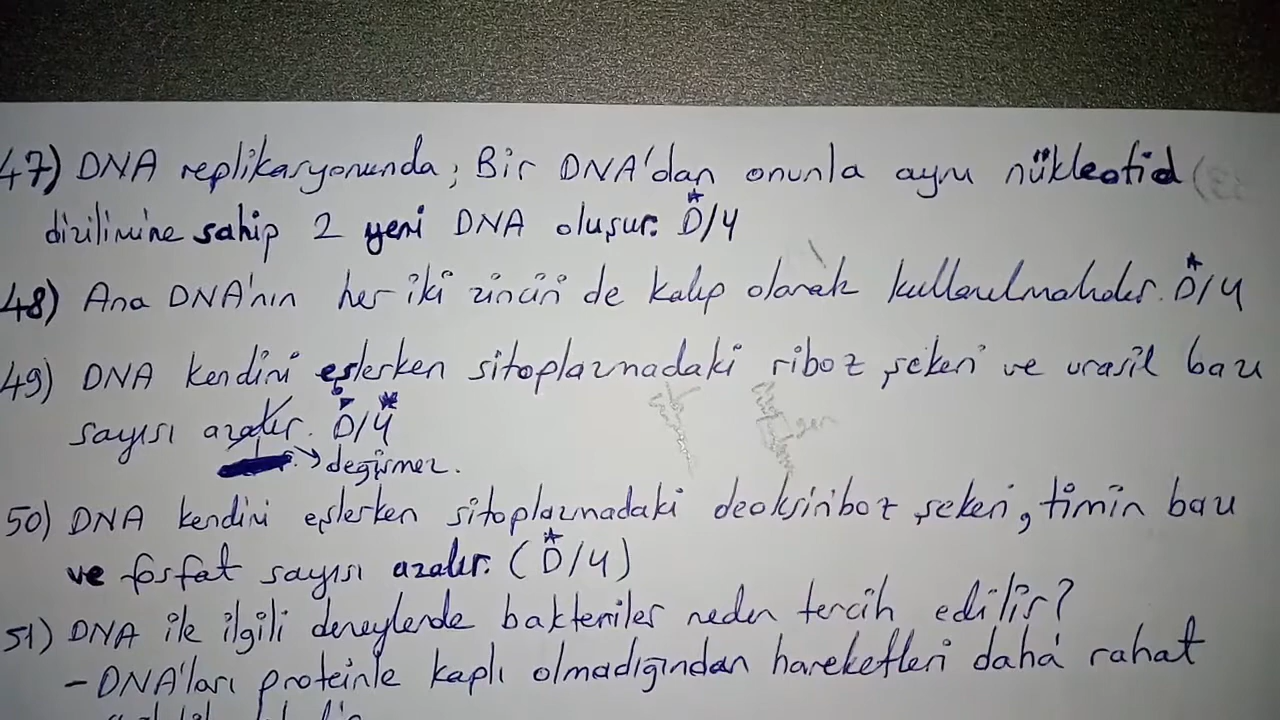 47) DNA replikasyonunda; Bir DNA'dan onunla aynı nükleotid
dizilimine sahip 2 yeni DNA oluşur. D/Y
48) Ana DNA'nın her iki zinciri de kalıp olarak kullanılmalıdır. D/Y
49) DNA kendini eşlerken sitoplazmadaki riboz şekeri ve urasil bazı
sayısı azalır. D/Y
değişmez.
50) DNA kendini eşlerken sitoplazmadaki deoksiriboz şekeri, timin bazı
ve fosfat sayısı azalır. (D/Y)
51) DNA ile ilgili deneylerde bakteriler neden tercih edilir?
- DNA'ları proteinle kaplı olmadığından hareketleri daha rahat